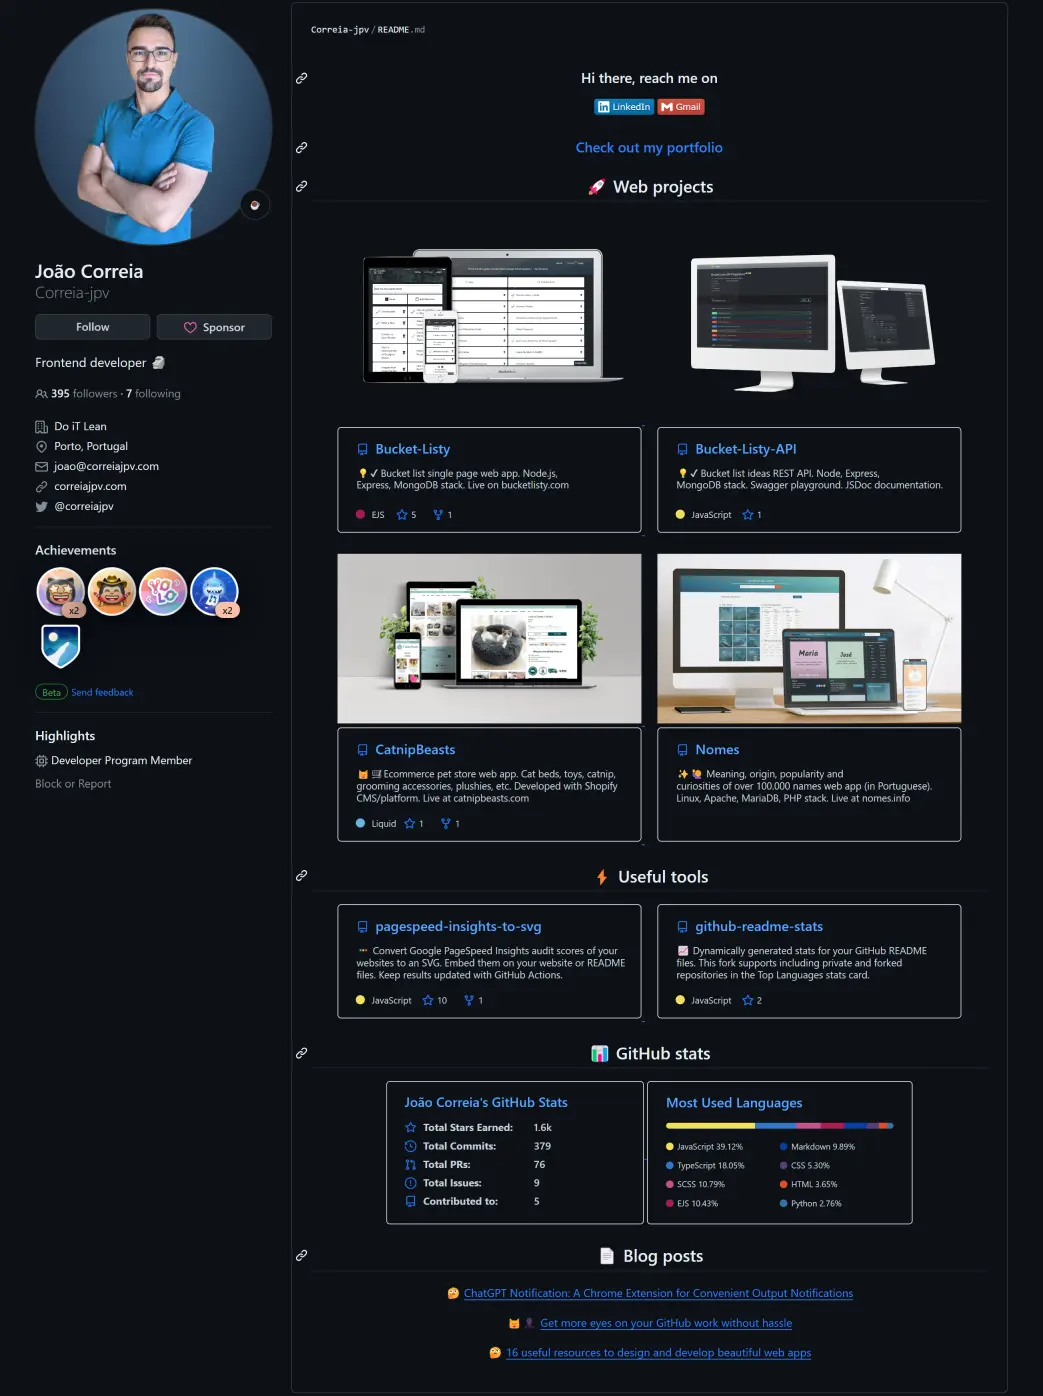 João Correia
Correia-jpv
Follow
Sponsor
Frontend developer
395 followers · 7 following
Do iT Lean
Porto, Portugal
joao@correiajpv.com
correiajpv.com
@correiajpv
Achievements
x2
YOLO
x2
Beta Send feedback
Highlights
Developer Program Member
Block or Report
Correia-jpv / README.md
Hi there, reach me on
LinkedIn
Gmail
Check out my portfolio
🚀 Web projects
Bucket-Listy
💡✔ Bucket list single page web app. Node.js,
Express, MongoDB stack. Live on bucketlisty.com
EJS 5 1
Bucket-Listy-API
💡✔ Bucket list ideas REST API. Node, Express,
MongoDB stack. Swagger playground. JSDoc documentation.
JavaScript 1
Maria
José
CatnipBeasts
🐱🛒 Ecommerce pet store web app. Cat beds, toys, catnip,
grooming accessories, plushies, etc. Developed with Shopify
CMS/platform. Live at catnipbeasts.com
Liquid 1 1
Nomes
✨🙋 Meaning, origin, popularity and
curiosities of over 100.000 names web app (in Portuguese).
Linux, Apache, MariaDB, PHP stack. Live at nomes.info
⚡ Useful tools
pagespeed-insights-to-svg
Convert Google PageSpeed Insights audit scores of your
websites to an SVG. Embed them on your website or README
files. Keep results updated with GitHub Actions.
JavaScript 10 1
github-readme-stats
📈 Dynamically generated stats for your GitHub README
files. This fork supports including private and forked
repositories in the Top Languages stats card.
JavaScript 2
📊 GitHub stats
João Correia's GitHub Stats
Total Stars Earned: 1.6k
Total Commits: 379
Total PRs: 76
Total Issues: 9
Contributed to: 5
Most Used Languages
JavaScript 39.12%
Markdown 9.89%
TypeScript 18.05%
CSS 5.30%
SCSS 10.79%
HTML 3.65%
EJS 10.43%
Python 2.76%
📄 Blog posts
🤔 ChatGPT Notification: A Chrome Extension for Convenient Output Notifications
Get more eyes on your GitHub work without hassle
🤔 16 useful resources to design and develop beautiful web apps